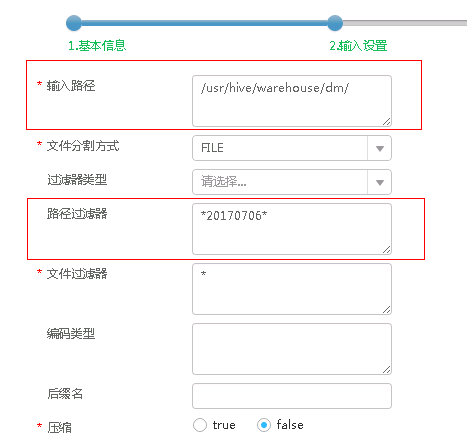 1.基本信息 2.输入设置
* 输入路径 /usr/hive/warehouse/dm/
* 文件分割方式 FILE
过滤器类型 请选择...
路径过滤器 *20170706*
* 文件过滤器 *
编码类型
后缀名
* 压缩 true false